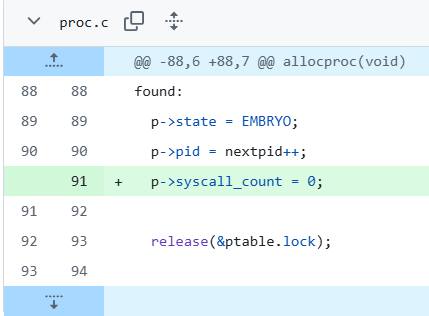 proc.c
@@ -88,6 +88,7 @@ allocproc(void)
88 88 found:
89 89 p->state = EMBRYO;
90 90 p->pid = nextpid++;
91 + p->syscall_count = 0;
91 92
92 93 release(&ptable.lock);
93 94